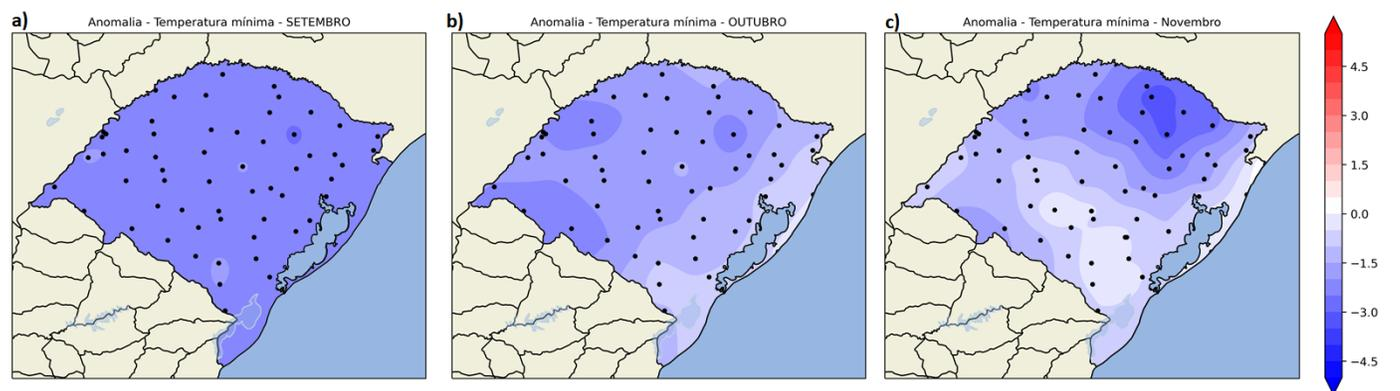 a) Anomalia - Temperatura mínima - SETEMBRO
b) Anomalia - Temperatura mínima - OUTUBRO
c) Anomalia - Temperatura mínima - Novembro
4.5
3.0
1.5
0.0
−1.5
−3.0
−4.5